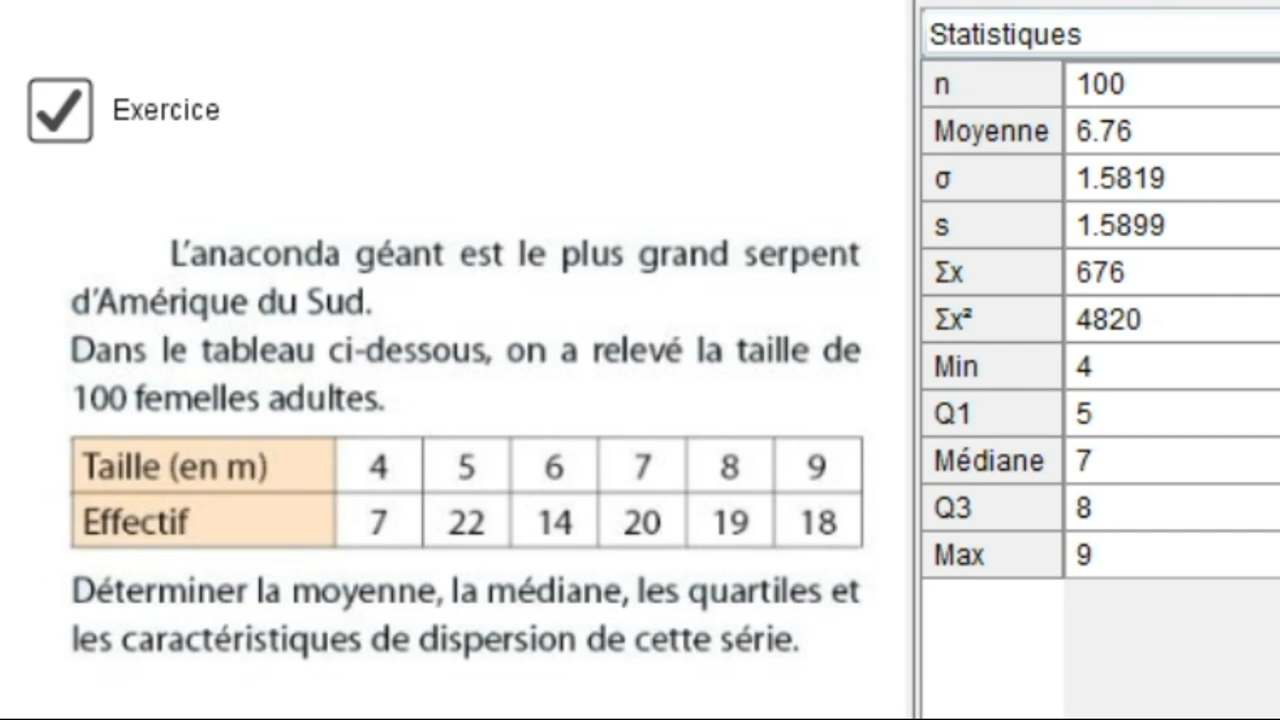 Exercice
L'anaconda géant est le plus grand serpent
d'Amérique du Sud.
Dans le tableau ci-dessous, on a relevé la taille de
100 femelles adultes.
Taille (en m) 4 5 6 7 8 9
Effectif 7 22 14 20 19 18
Déterminer la moyenne, la médiane, les quartiles et
les caractéristiques de dispersion de cette série.
Statistiques
n 100
Moyenne 6.76
σ 1.5819
s 1.5899
Σx 676
Σx² 4820
Min 4
Q1 5
Médiane 7
Q3 8
Max 9